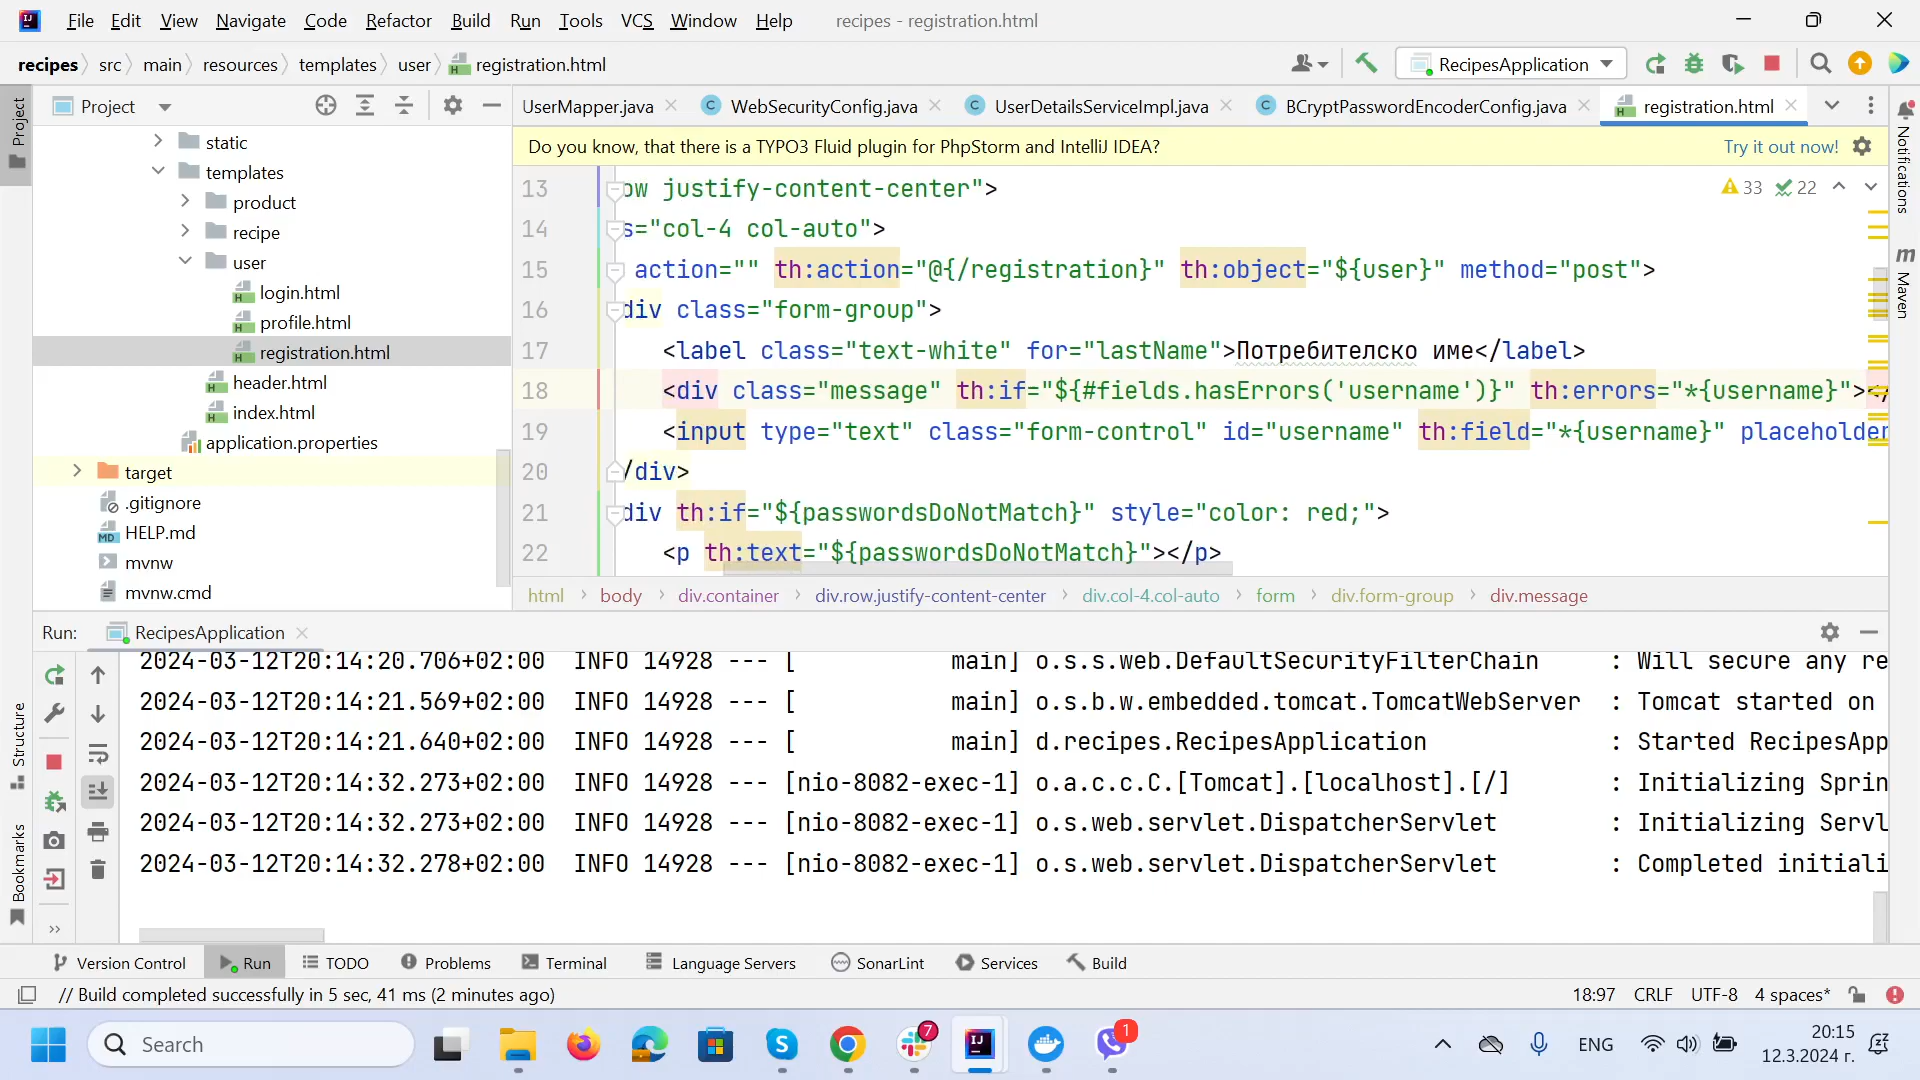 File Edit View Navigate Code Refactor Build Run Tools VCS Window Help recipes - registration.html
recipes src main resources templates user registration.html RecipesApplication
Project UserMapper.java WebSecurityConfig.java UserDetailsServiceImpl.java BCryptPasswordEncoderConfig.java registration.html
Do you know, that there is a TYPO3 Fluid plugin for PhpStorm and IntelliJ IDEA? Try it out now!
static
templates
product
recipe
user
login.html
profile.html
registration.html
header.html
index.html
application.properties
target
.gitignore
HELP.md
mvnw
mvnw.cmd
33 22
13 ow justify-content-center">
14 s="col-4 col-auto">
15 action="" th:action="@{/registration}" th:object="${user}" method="post">
16 div class="form-group">
17 <label class="text-white" for="lastName">Потребителско име</label>
18 <div class="message" th:if="${#fields.hasErrors('username')}" th:errors="*{username}"></
19 <input type="text" class="form-control" id="username" th:field="*{username}" placeholder
20 /div>
21 div th:if="${passwordsDoNotMatch}" style="color: red;">
22 <p th:text="${passwordsDoNotMatch}"></p>
html body div.container div.row.justify-content-center div.col-4.col-auto form div.form-group div.message
Project
Structure
Bookmarks
Notifications
Maven
Run: RecipesApplication
2024-03-12T20:14:20.706+02:00 INFO 14928 --- [ main] o.s.s.web.DefaultSecurityFilterChain : Will secure any re
2024-03-12T20:14:21.569+02:00 INFO 14928 --- [ main] o.s.b.w.embedded.tomcat.TomcatWebServer : Tomcat started on
2024-03-12T20:14:21.640+02:00 INFO 14928 --- [ main] d.recipes.RecipesApplication : Started RecipesApp
2024-03-12T20:14:32.273+02:00 INFO 14928 --- [nio-8082-exec-1] o.a.c.c.C.[Tomcat].[localhost].[/] : Initializing Sprin
2024-03-12T20:14:32.273+02:00 INFO 14928 --- [nio-8082-exec-1] o.s.web.servlet.DispatcherServlet : Initializing Servl
2024-03-12T20:14:32.278+02:00 INFO 14928 --- [nio-8082-exec-1] o.s.web.servlet.DispatcherServlet : Completed initiali
Version Control Run TODO Problems Terminal Language Servers SonarLint Services Build
// Build completed successfully in 5 sec, 41 ms (2 minutes ago) 18:97 CRLF UTF-8 4 spaces*
Search 7 1 ENG 20:15
12.3.2024 г.